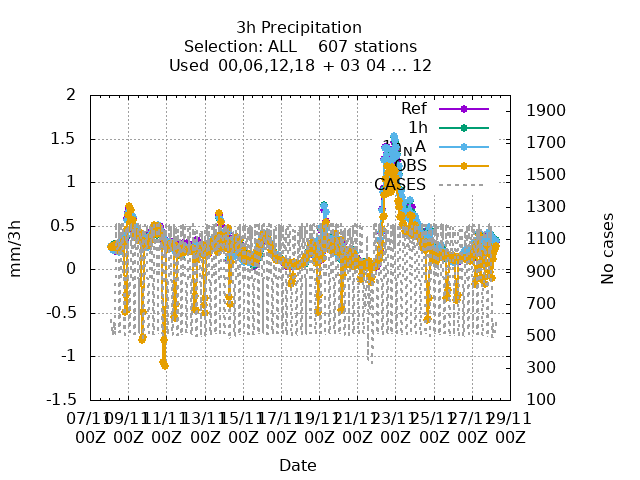 3h Precipitation
Selection: ALL 607 stations
Used 00,06,12,18 + 03 04 ... 12
2
1.5
1
0.5
0
-0.5
-1
-1.5
mm/3h
1900
1700
1500
1300
1100
900
700
500
300
100
No cases
Ref
1h
1h_NA
OBS
CASES
07/11 09/11 11/11 13/11 15/11 17/11 19/11 21/11 23/11 25/11 27/11 29/11
00Z 00Z 00Z 00Z 00Z 00Z 00Z 00Z 00Z 00Z 00Z 00Z
Date